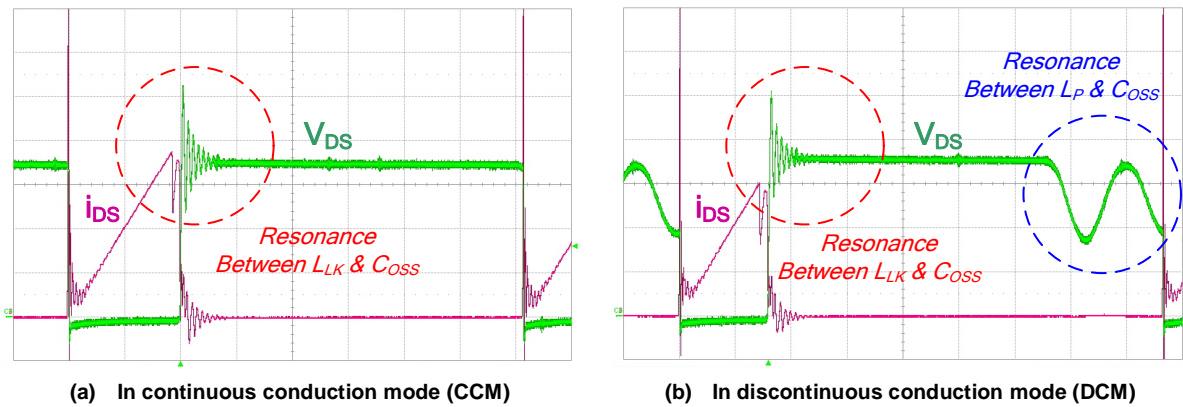 V_DS
i_DS
Resonance
Between L_LK & C_OSS
(a) In continuous conduction mode (CCM)
Resonance
Between L_P & C_OSS
V_DS
i_DS
Resonance
Between L_LK & C_OSS
(b) In discontinuous conduction mode (DCM)